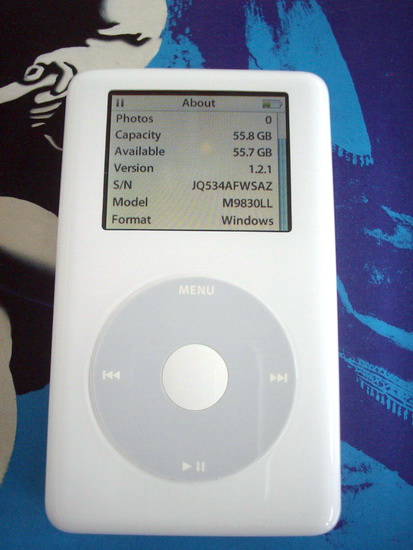 About
Photos 0
Capacity 55.8 GB
Available 55.7 GB
Version 1.2.1
S/N JQ534AFWSAZ
Model M9830LL
Format Windows
MENU